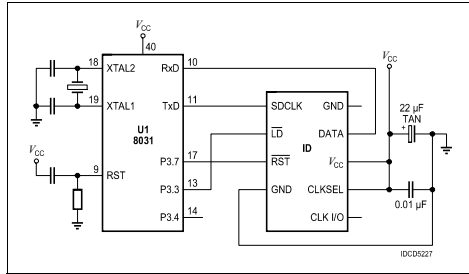 VCC
40
18 XTAL2 RxD 10
VCC
19 XTAL1 TxD 11 SDCLK GND
22 µF
TAN
+
U1
8031
LD DATA
ID
VCC
P3.7 17 RST VCC
9 RST P3.3 13 GND CLKSEL
0.01 µF
P3.4 14 CLK I/O
IDCD5227